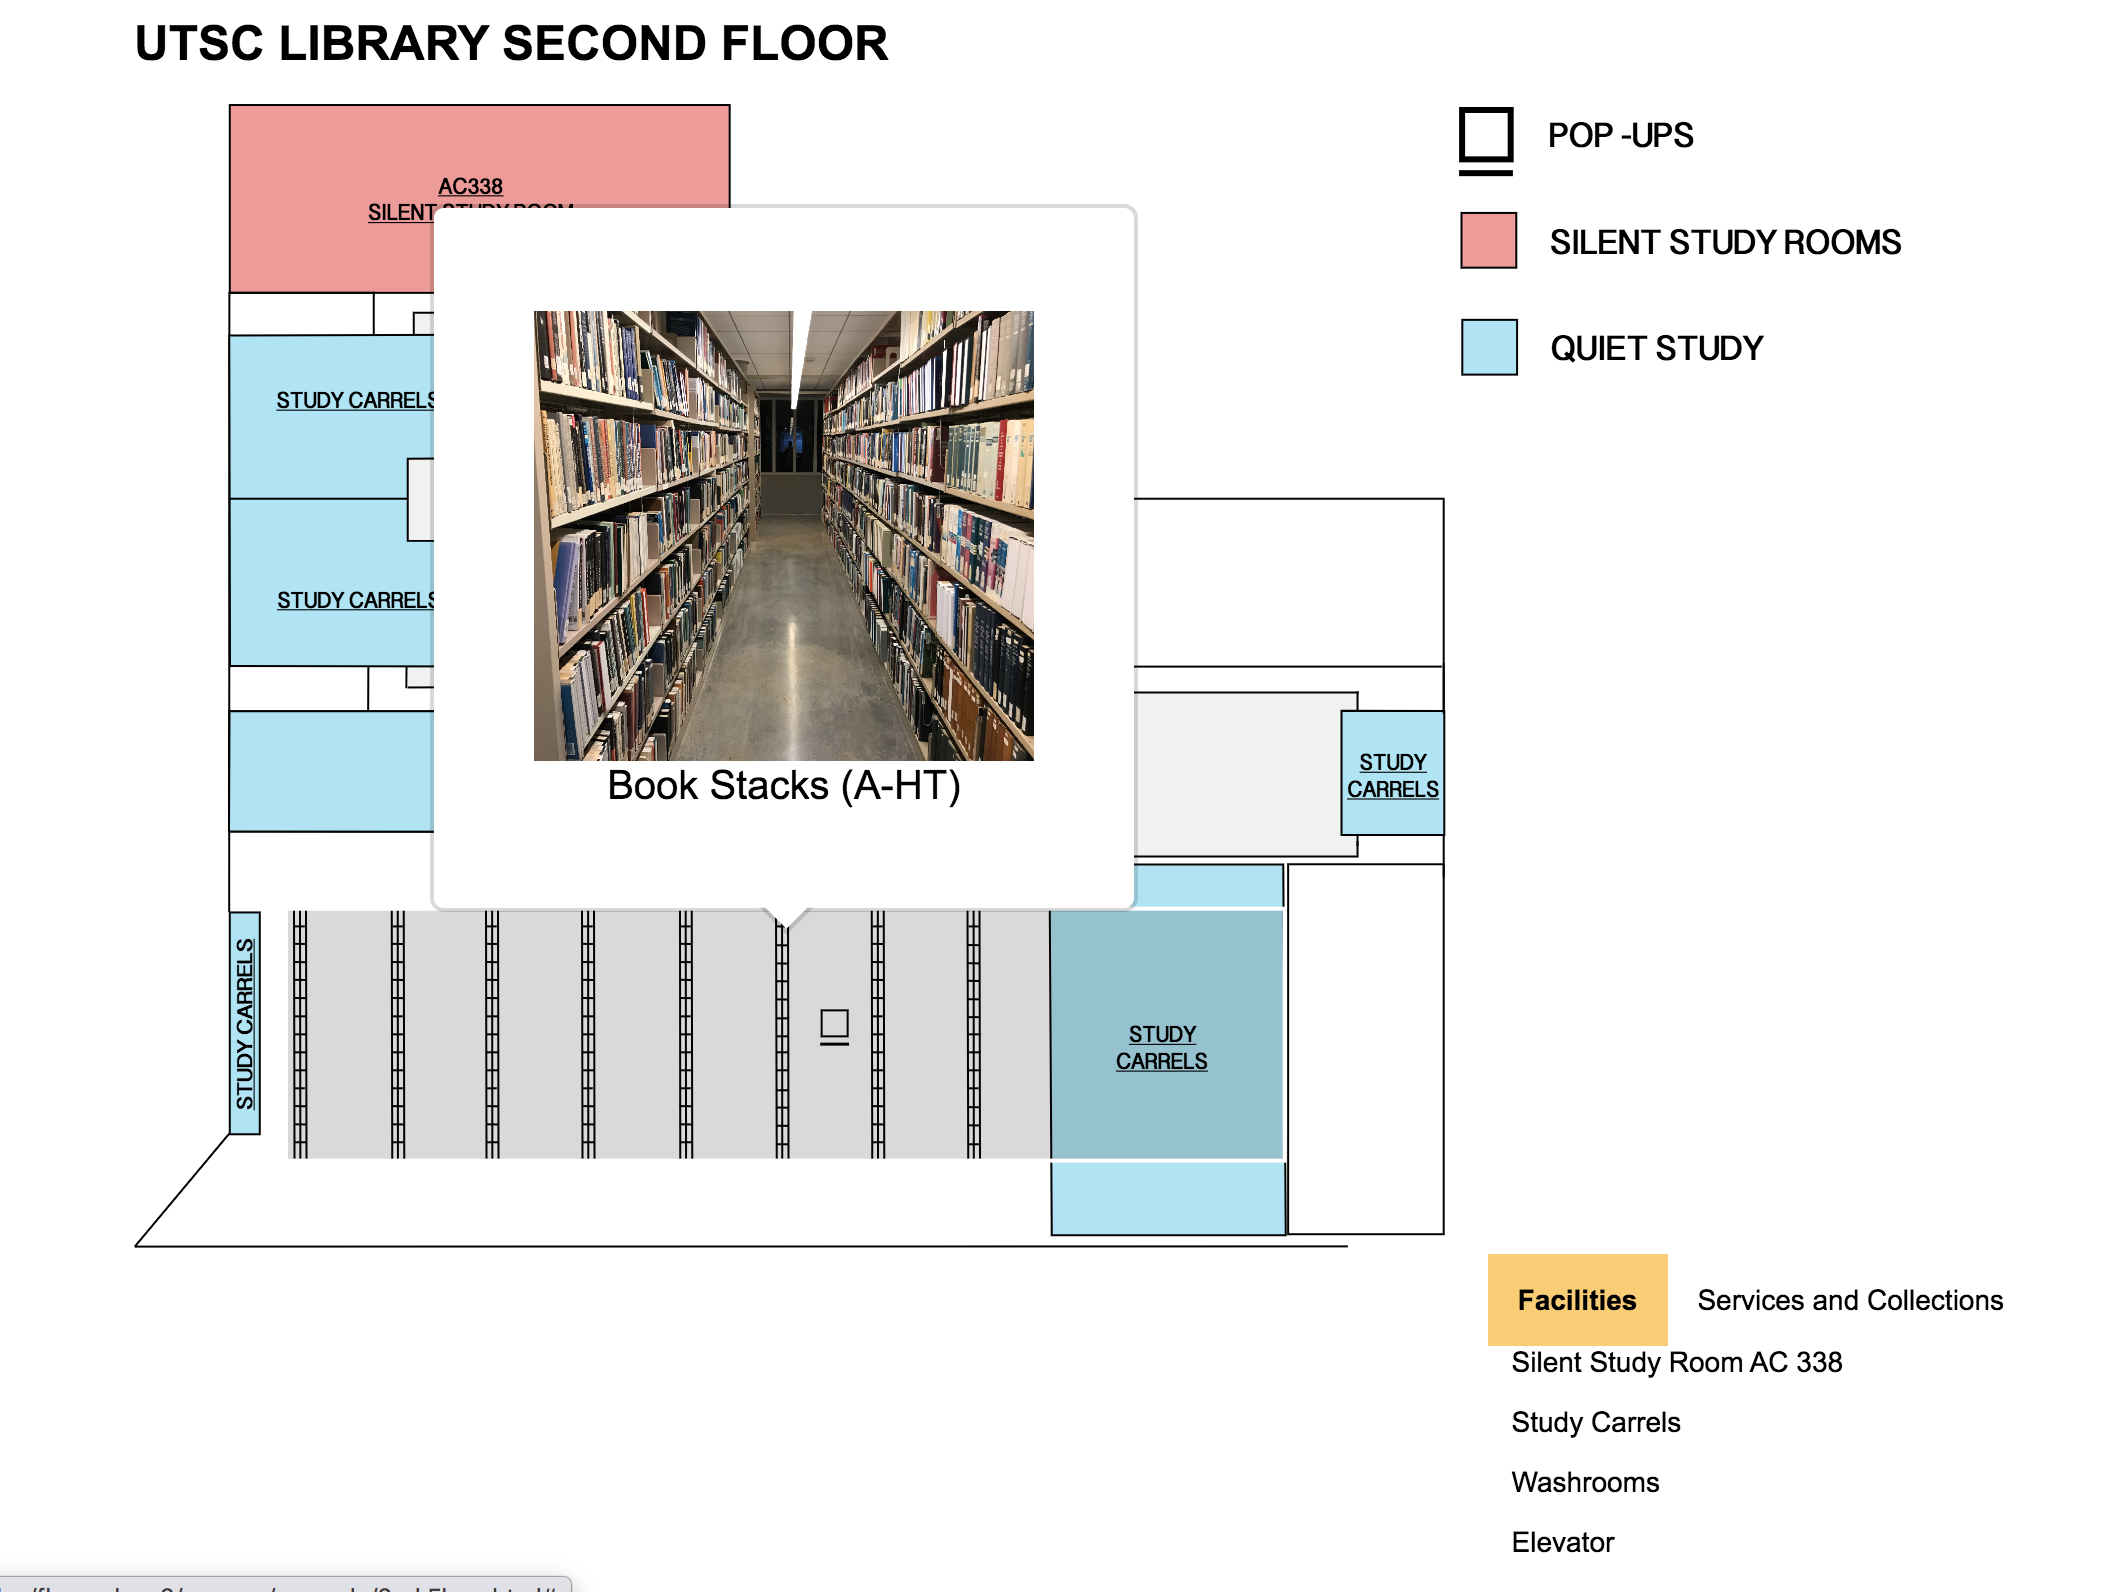 UTSC LIBRARY SECOND FLOOR
POP -UPS
SILENT STUDY ROOMS
QUIET STUDY
AC338
SILENT STUDY ROOM
STUDY CARRELS
STUDY CARRELS
Book Stacks (A-HT)
STUDY
CARRELS
STUDY CARRELS
STUDY
CARRELS
Facilities
Services and Collections
Silent Study Room AC 338
Study Carrels
Washrooms
Elevator